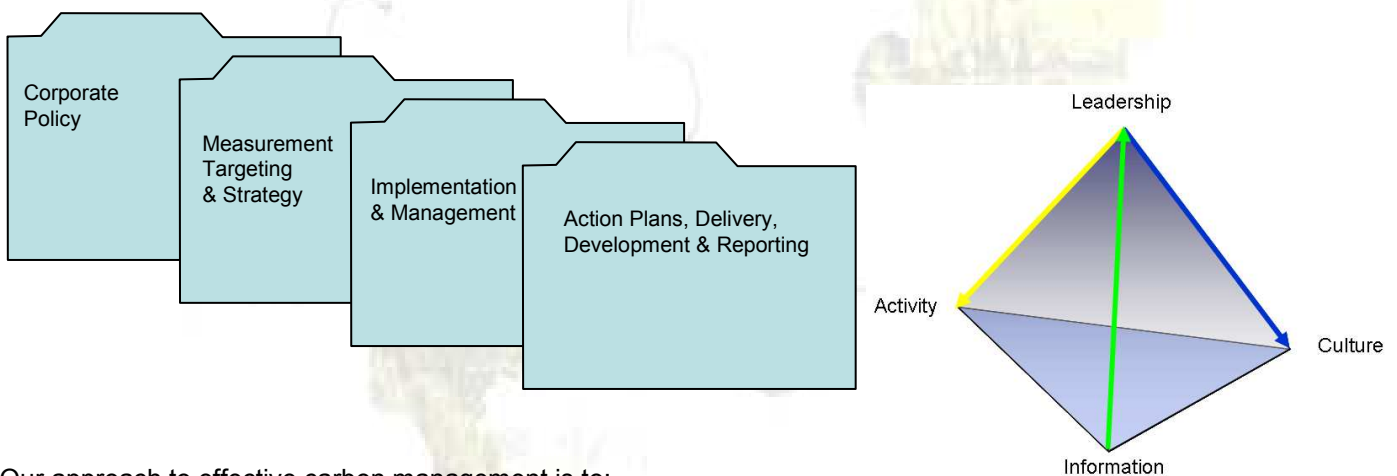 Corporate
Policy
Measurement
Targeting
& Strategy
Implementation
& Management
Action Plans, Delivery,
Development & Reporting
Leadership
Activity
Culture
Information
Our approach to effective carbon management is to: